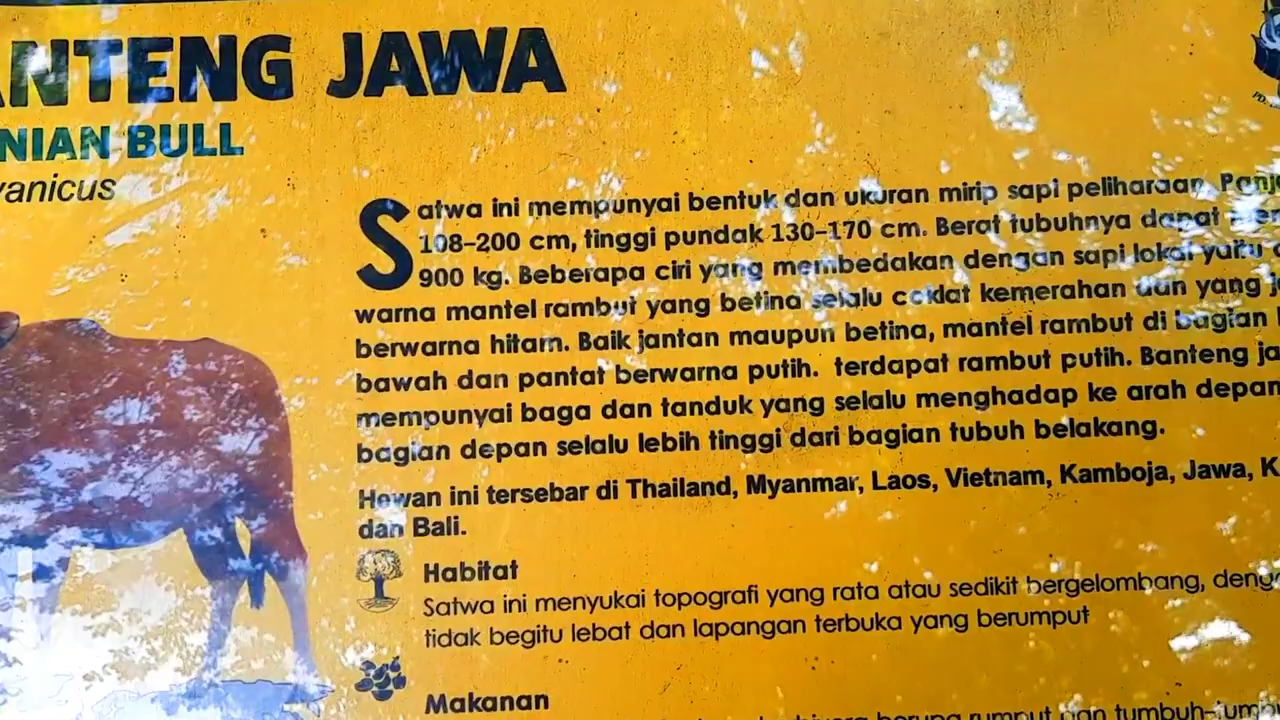 ANTENG JAWA
NIAN BULL
vanicus
Satwa ini mempunyai bentuk dan ukuran mirip sapi peliharaan. Panj
108–200 cm, tinggi pundak 130–170 cm. Berat tubuhnya dapat
900 kg. Beberapa ciri yang membedakan dengan sapi lokal yaitu
warna mantel rambut yang betina selalu coklat kemerahan dan yang j
berwarna hitam. Baik jantan maupun betina, mantel rambut di bagian
bawah dan pantat berwarna putih. terdapat rambut putih. Banteng ja
mempunyai baga dan tanduk yang selalu menghadap ke arah depan
bagian depan selalu lebih tinggi dari bagian tubuh belakang.
Hewan ini tersebar di Thailand, Myanmar, Laos, Vietnam, Kamboja, Jawa, K
dan Bali.
Habitat
Satwa ini menyukai topografi yang rata atau sedikit bergelombang, deng
tidak begitu lebat dan lapangan terbuka yang berumput
Makanan
berupa rumput dan tumbuh-tumbu